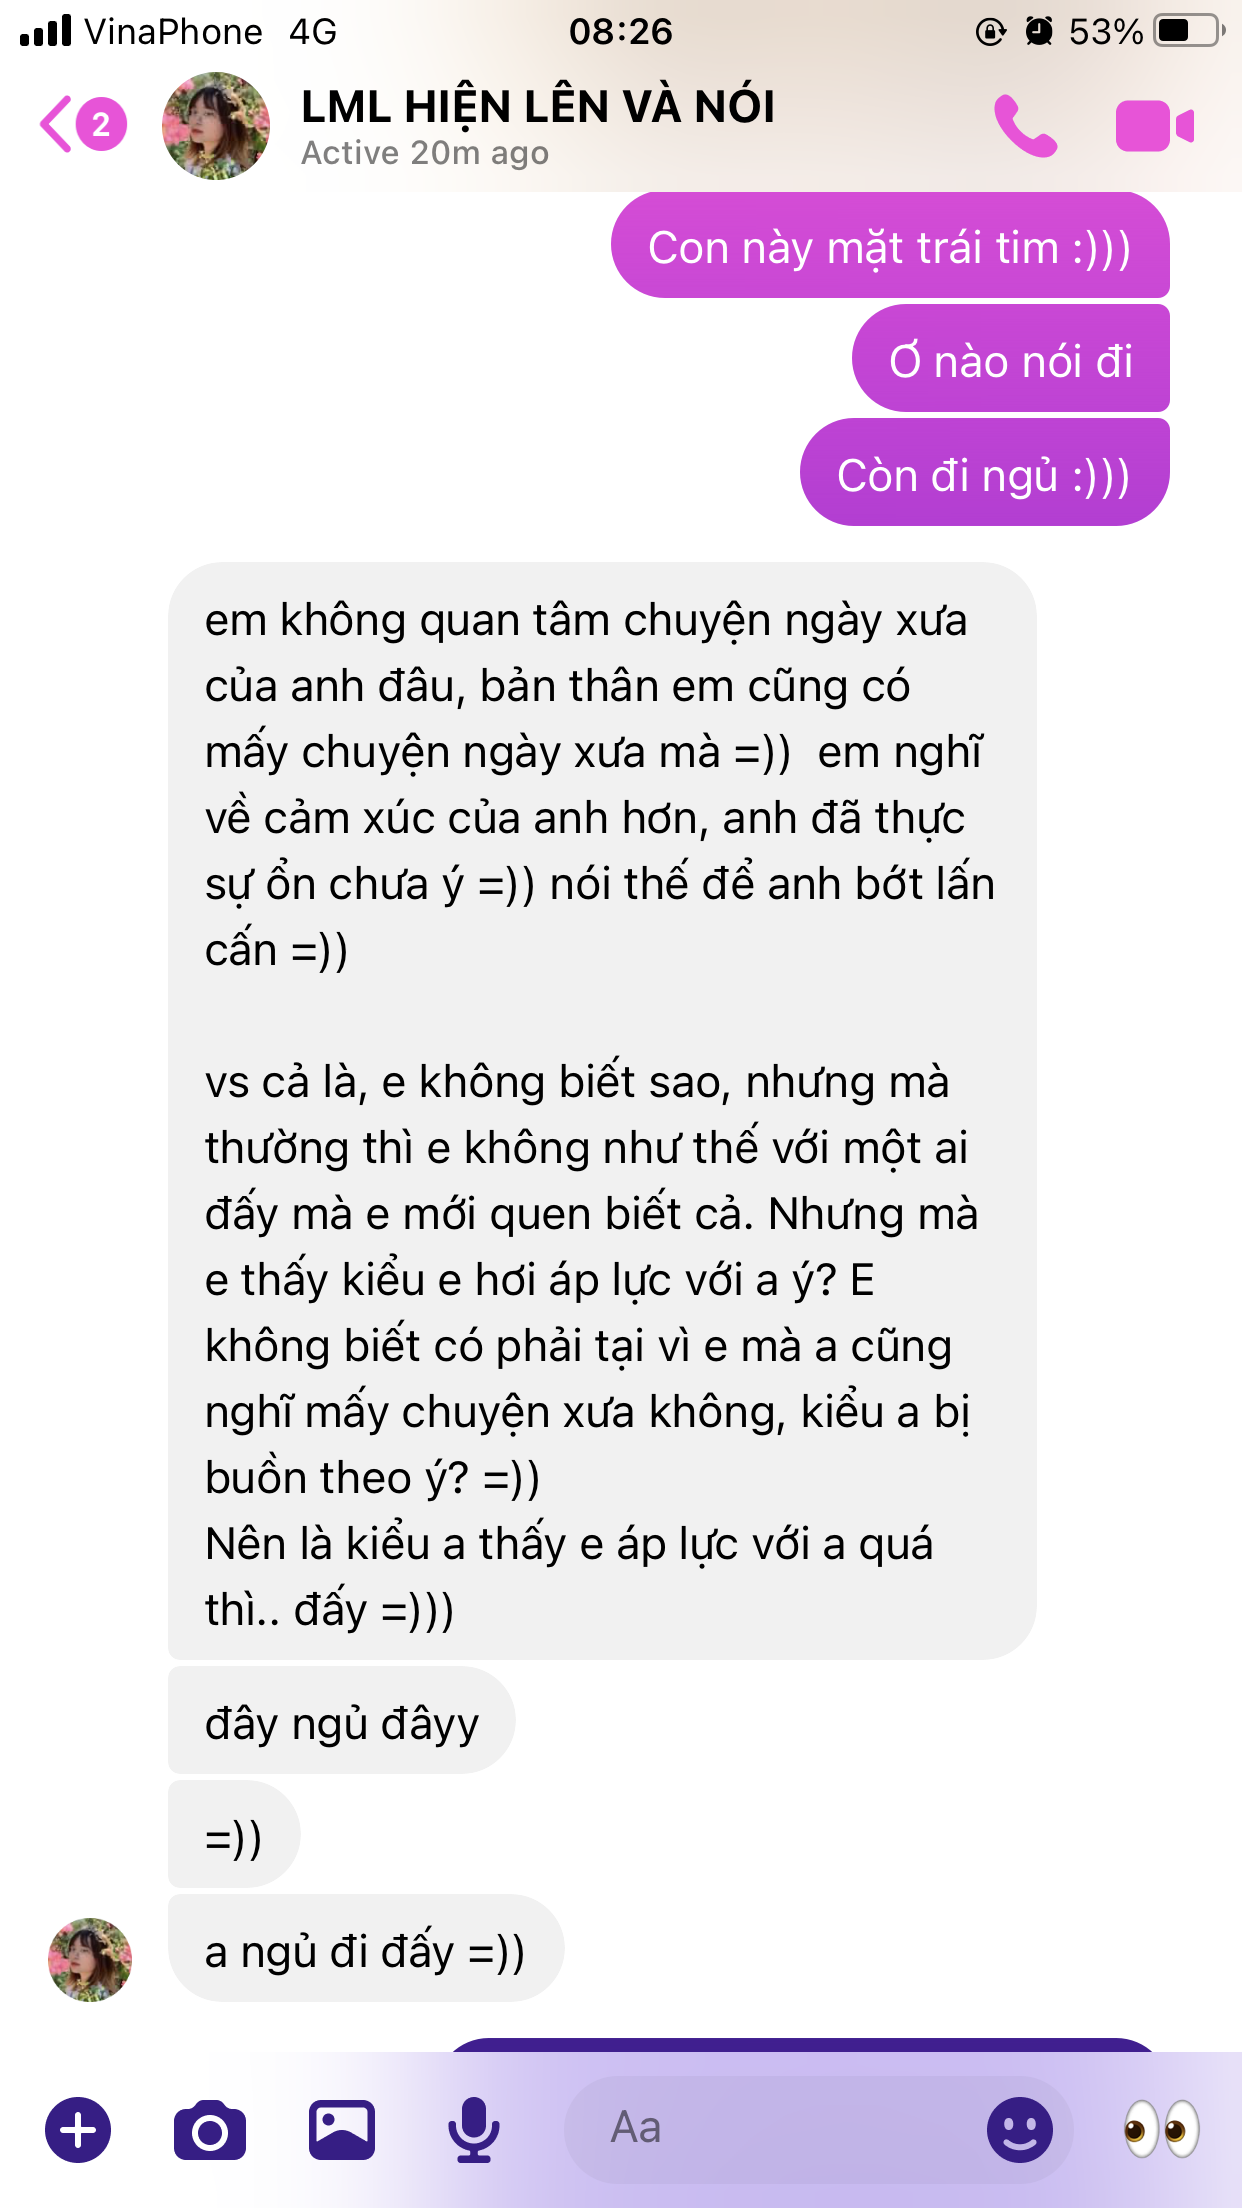 VinaPhone 4G 08:26 53%
2 LML HIỆN LÊN VÀ NÓI
Active 20m ago
Con này mặt trái tim :)))
Ớ nào nói đi
Còn đi ngủ :)))
em không quan tâm chuyện ngày xưa
của anh đâu, bản thân em cũng có
mấy chuyện ngày xưa mà =)) em nghĩ
về cảm xúc của anh hơn, anh đã thực
sự ổn chưa ý =)) nói thế để anh bớt lấn
cấn =))
vs cả là, e không biết sao, nhưng mà
thường thì e không như thế với một ai
đấy mà e mới quen biết cả. Nhưng mà
e thấy kiểu e hơi áp lực với a ý? E
không biết có phải tại vì e mà a cũng
nghĩ mấy chuyện xưa không, kiểu a bị
buồn theo ý? =))
Nên là kiểu a thấy e áp lực với a quá
thì.. đấy =)))
đây ngủ đâyy
=))
a ngủ đi đấy =))
Aa